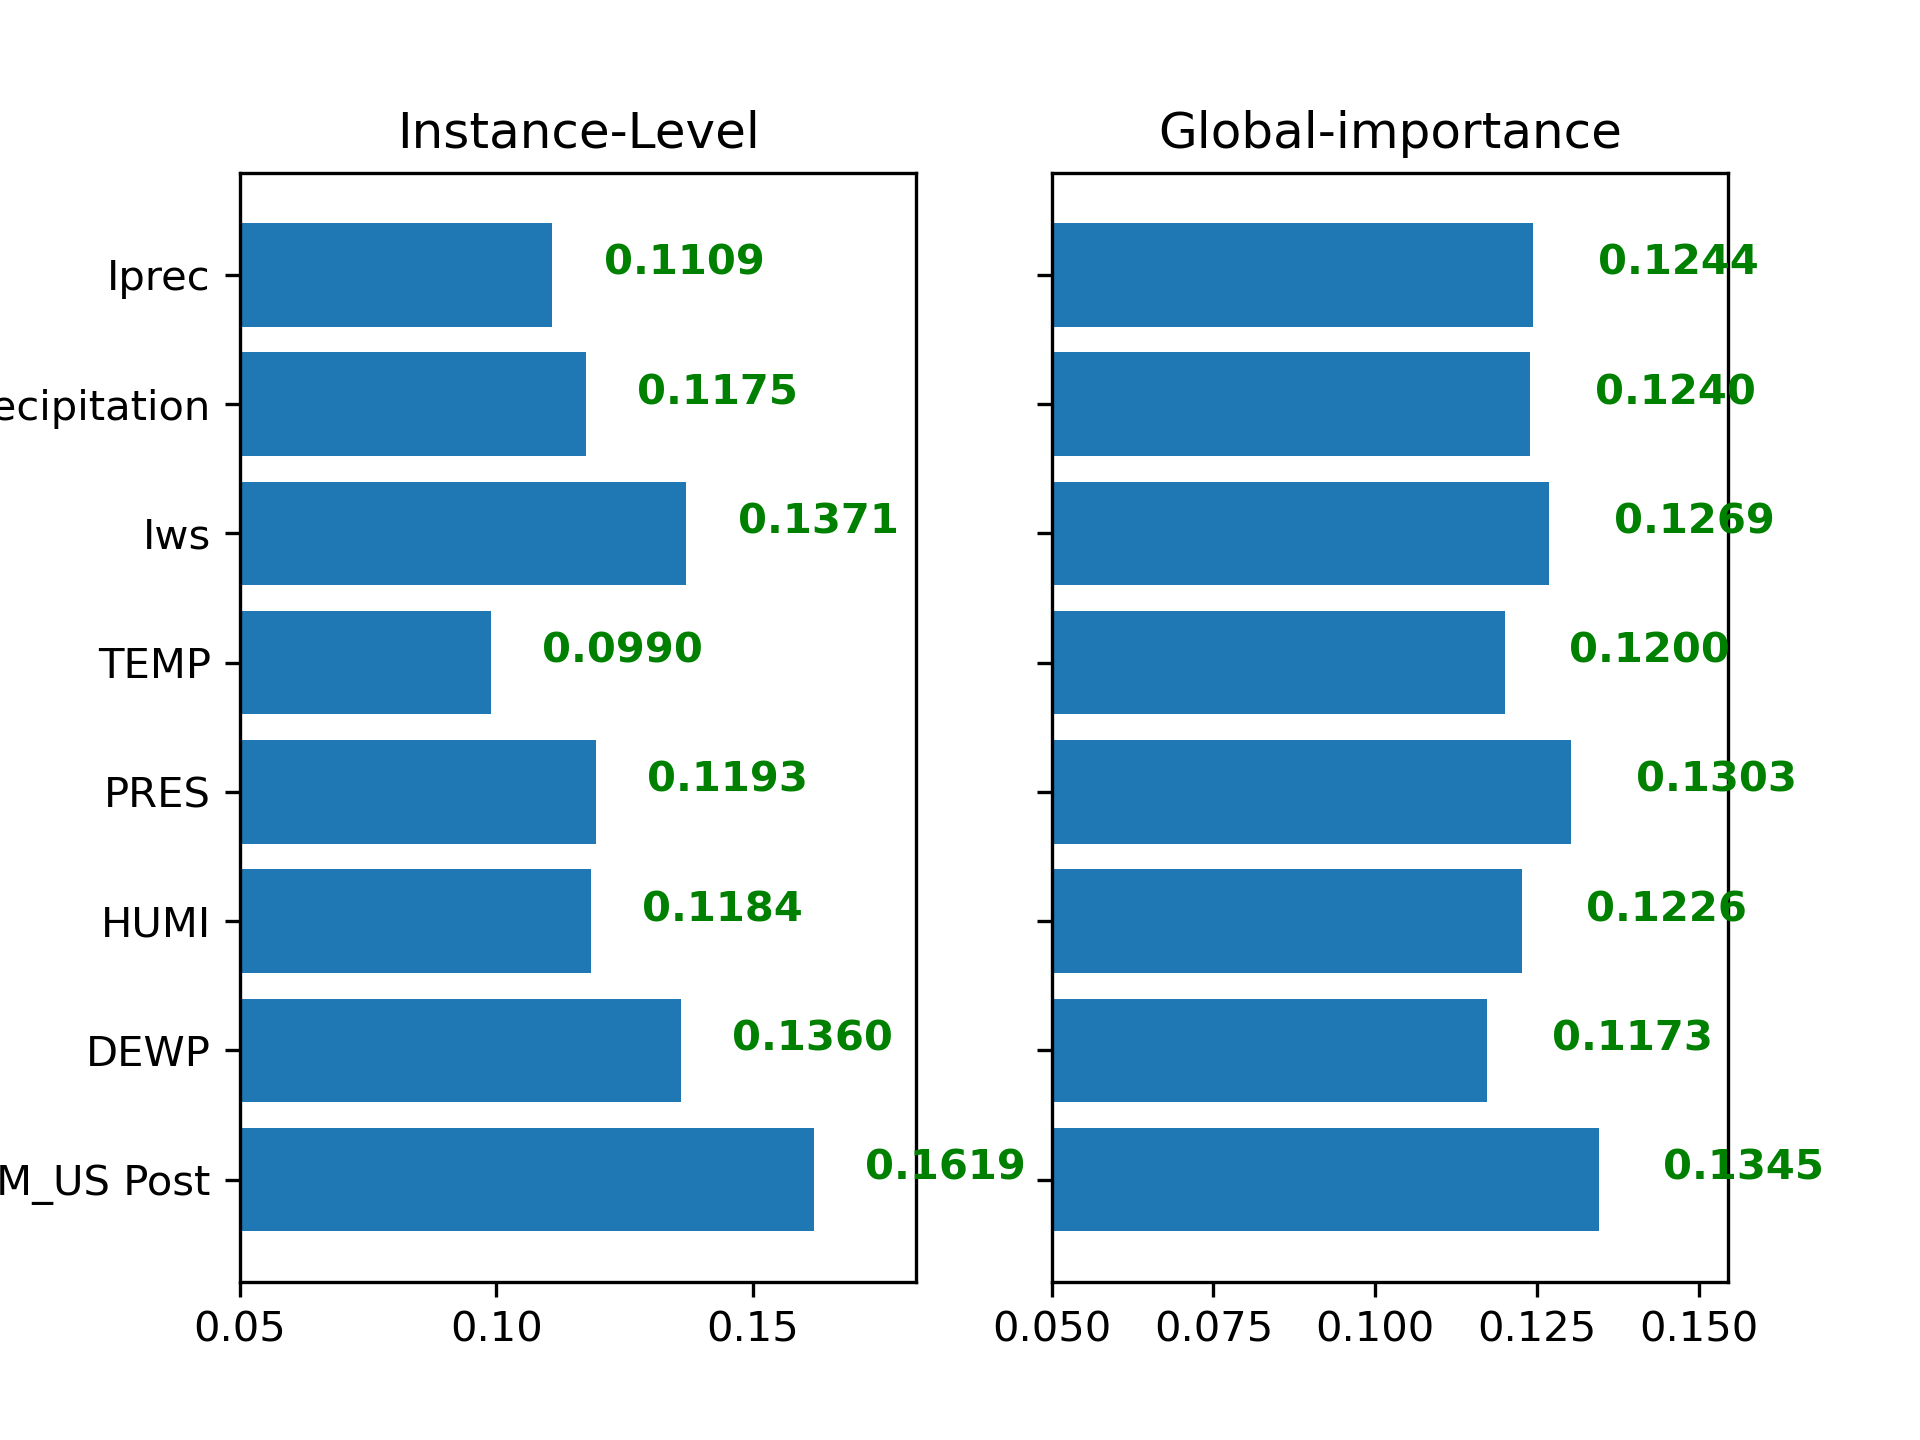 Instance-Level Global-importance
Iprec 0.1109 0.1244
ecipitation 0.1175 0.1240
Iws 0.1371 0.1269
TEMP 0.0990 0.1200
PRES 0.1193 0.1303
HUMI 0.1184 0.1226
DEWP 0.1360 0.1173
M_US Post 0.1619 0.1345
0.05 0.10 0.15 0.050 0.075 0.100 0.125 0.150